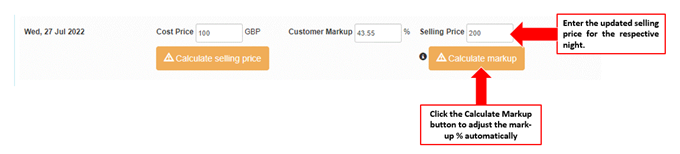 Wed, 27 Jul 2022 Cost Price 100 GBP Customer Markup 43.55 % Selling Price 200
Calculate selling price Calculate markup
Enter the updated selling
price for the respective
night.
Click the Calculate Markup
button to adjust the mark-
up % automatically